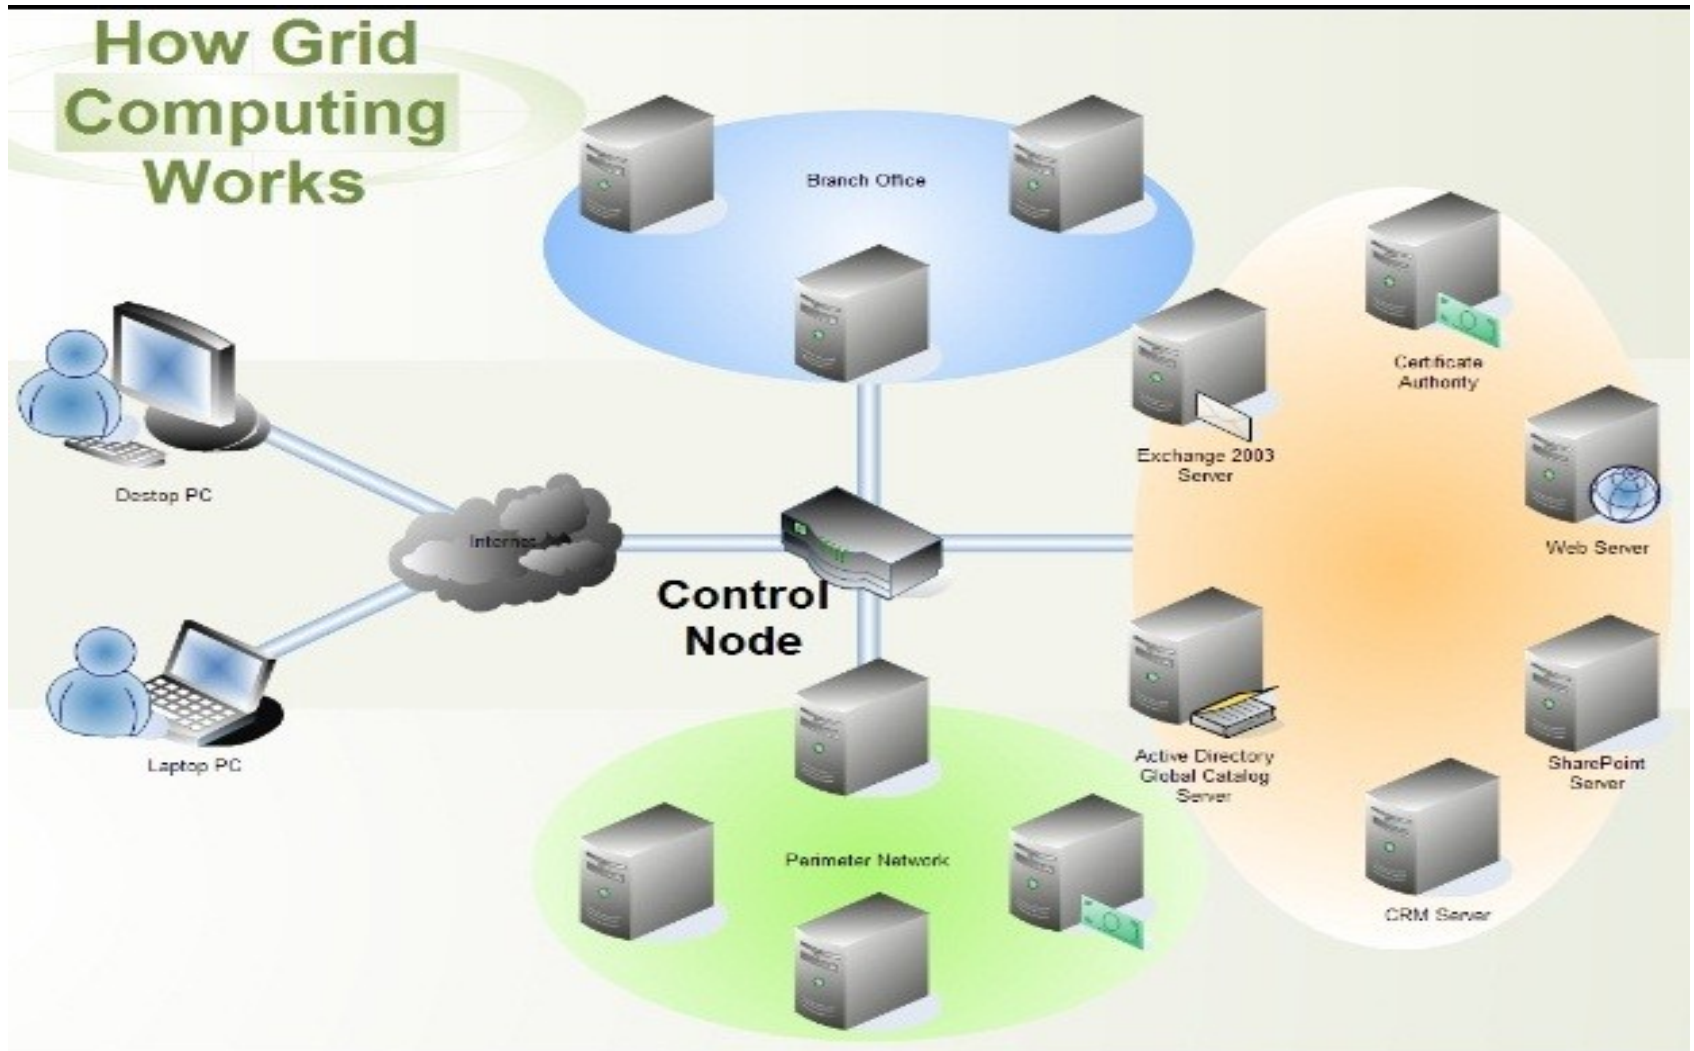 How Grid
Computing
Works
Branch Office
Certificate
Authority
Exchange 2003
Server
Destop PC
Internet
Web Server
Control
Node
Active Directory
Global Catalog
Server
SharePoint
Server
Laptop PC
Perimeter Network
CRM Server